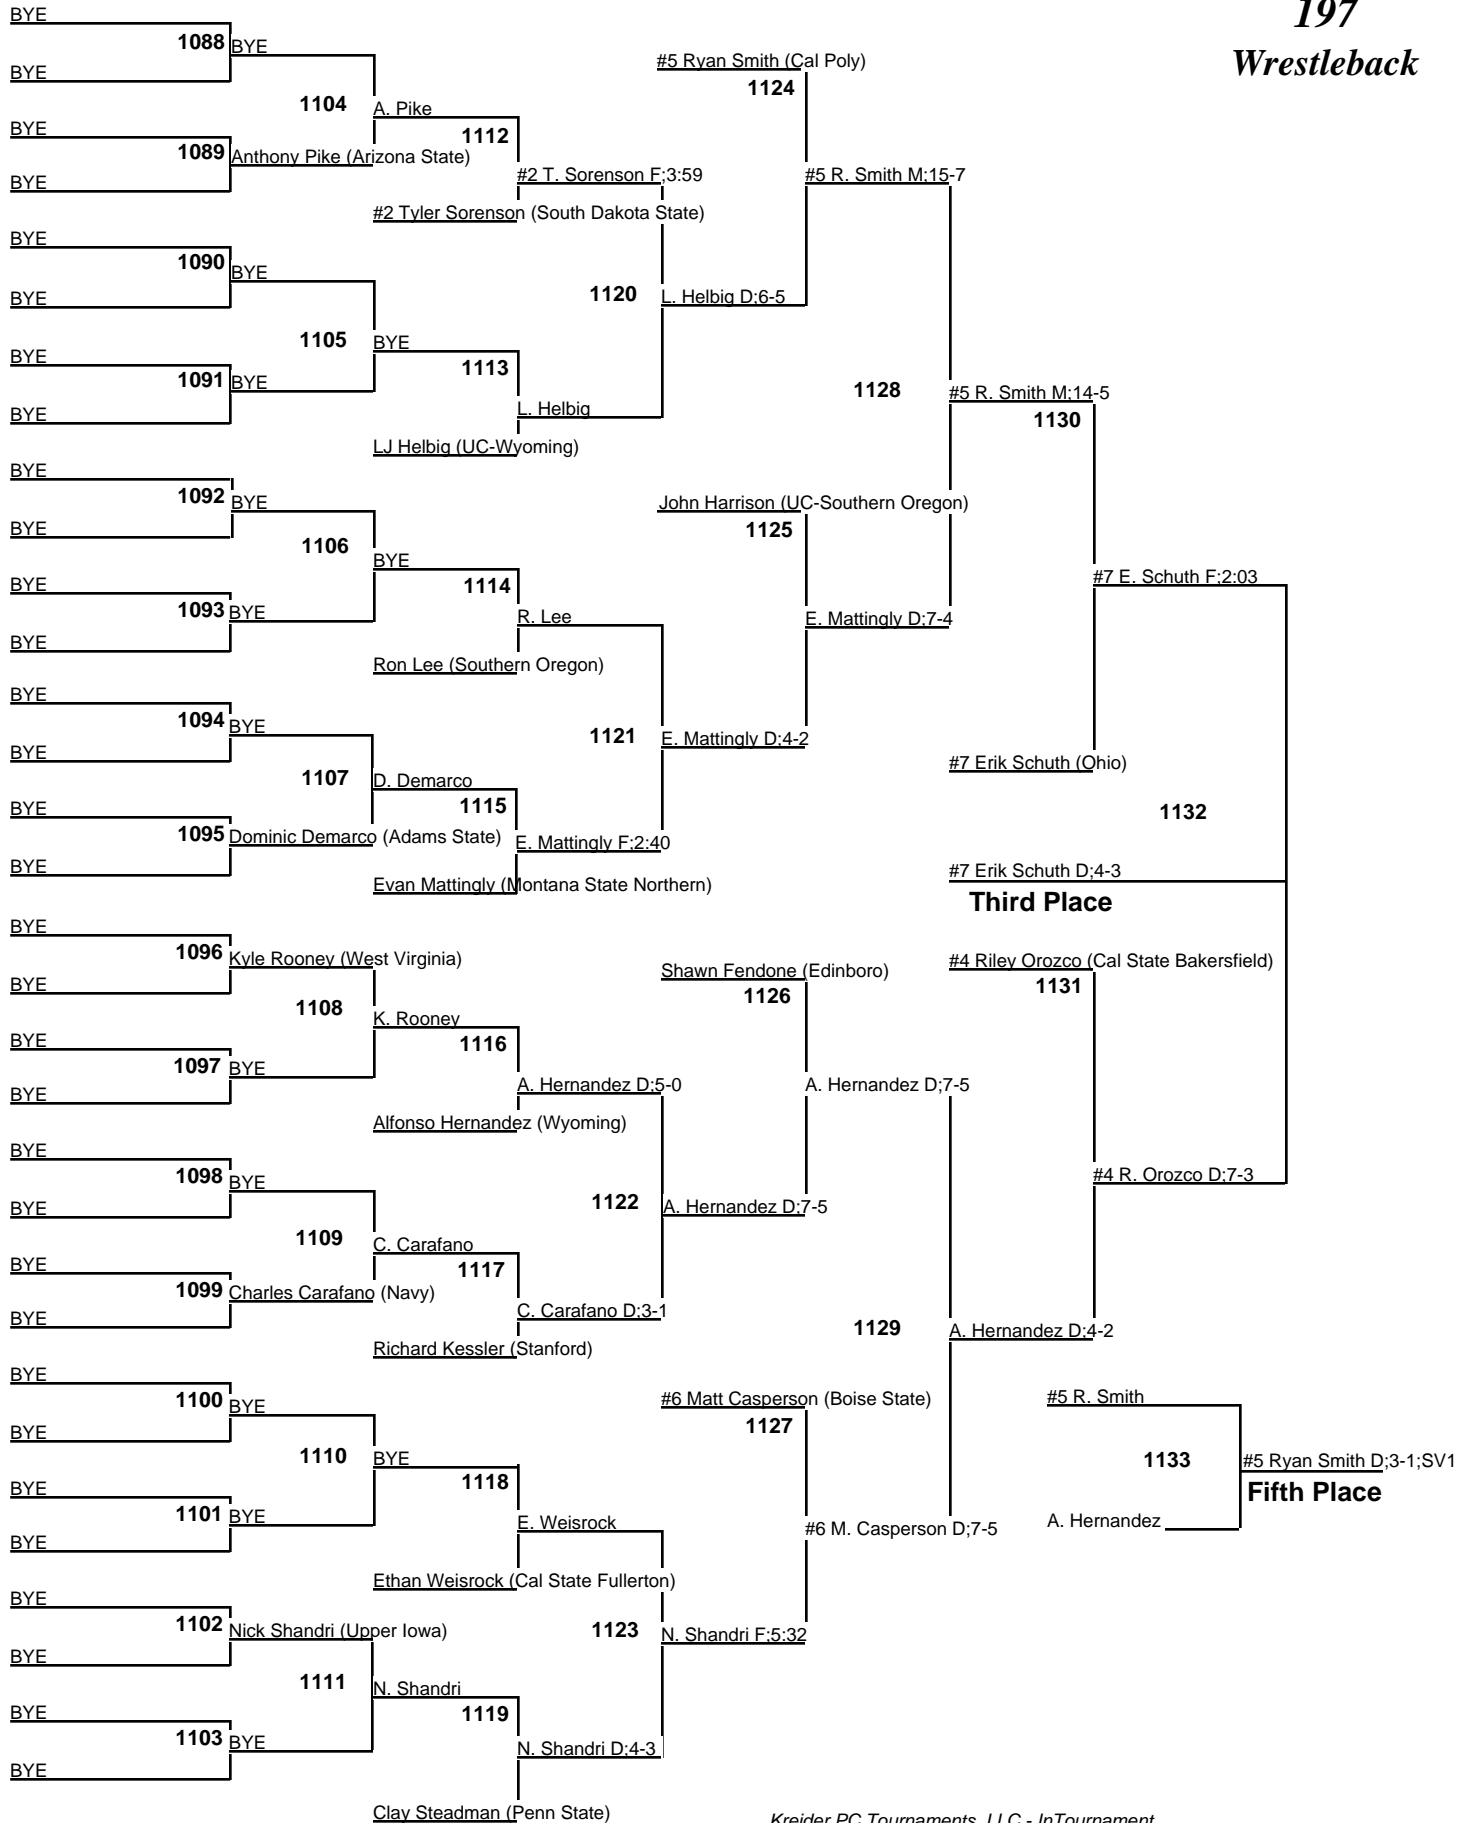 197
Wrestleback
BYE
1088 BYE
BYE
#5 Ryan Smith (Cal Poly)
1124
1104 A. Pike
BYE
1112
1089 Anthony Pike (Arizona State)
BYE
#2 T. Sorenson F;3:59
#5 R. Smith M;15-7
#2 Tyler Sorenson (South Dakota State)
BYE
1090 BYE
BYE
1120 L. Helbig D;6-5
1105 BYE
BYE
1113
1091 BYE
BYE
1128 #5 R. Smith M;14-5
1130
L. Helbig
LJ Helbig (UC-Wyoming)
BYE
1092 BYE
BYE
John Harrison (UC-Southern Oregon)
1125
1106 BYE
BYE
1114
#7 E. Schuth F;2:03
1093 BYE
BYE
R. Lee
E. Mattingly D;7-4
Ron Lee (Southern Oregon)
BYE
1094 BYE
BYE
1121 E. Mattingly D;4-2
#7 Erik Schuth (Ohio)
1107 D. Demarco
BYE
1115
1132
1095 Dominic Demarco (Adams State)
BYE
E. Mattingly F;2:40
#7 Erik Schuth D;4-3
Third Place
Evan Mattingly (Montana State Northern)
BYE
1096 Kyle Rooney (West Virginia)
BYE
Shawn Fendone (Edinboro)
1126
#4 Riley Orozco (Cal State Bakersfield)
1131
1108 K. Rooney
BYE
1116
1097 BYE
BYE
A. Hernandez D;5-0
A. Hernandez D;7-5
Alfonso Hernandez (Wyoming)
BYE
1098 BYE
BYE
#4 R. Orozco D;7-3
1122 A. Hernandez D;7-5
1109 C. Carafano
BYE
1117
1099 Charles Carafano (Navy)
BYE
C. Carafano D;3-1
1129 A. Hernandez D;4-2
Richard Kessler (Stanford)
BYE
1100 BYE
BYE
#6 Matt Casperson (Boise State)
1127
#5 R. Smith
1110 BYE
BYE
1118
1133 #5 Ryan Smith D;3-1;SV1
Fifth Place
1101 BYE
BYE
E. Weisrock
#6 M. Casperson D;7-5
A. Hernandez
Ethan Weisrock (Cal State Fullerton)
BYE
1102 Nick Shandri (Upper Iowa)
BYE
1123 N. Shandri F;5:32
1111 N. Shandri
BYE
1119
1103 BYE
BYE
N. Shandri D;4-3
Clay Steadman (Penn State)
Kreider PC Tournaments, LLC - InTournament